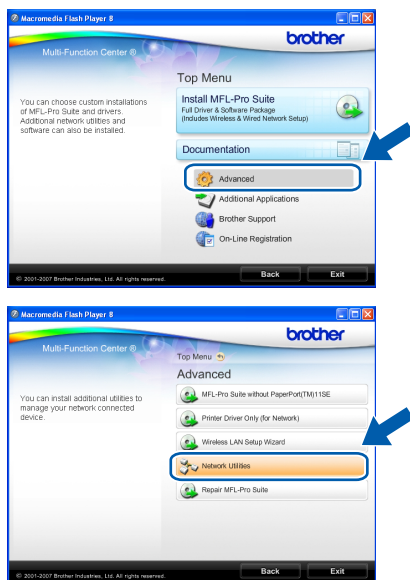 Macromedia Flash Player 8
brother
Multi-Function Center ®
Top Menu
You can choose custom installations
of MFL-Pro Suite and drivers.
Additional network utilities and
software can also be installed.
Install MFL-Pro Suite
Full Driver & Software Package
(Includes Wireless & Wired Network Setup)
Documentation
Advanced
Additional Applications
Brother Support
On-Line Registration
© 2001-2007 Brother Industries, Ltd. All rights reserved.
Back
Exit
Macromedia Flash Player 8
brother
Multi-Function Center ®
Top Menu
Advanced
You can install additional utilities to
manage your network connected
device.
MFL-Pro Suite without PaperPort(TM)11SE
Printer Driver Only (for Network)
Wireless LAN Setup Wizard
Network Utilities
Repair MFL-Pro Suite
© 2001-2007 Brother Industries, Ltd. All rights reserved.
Back
Exit